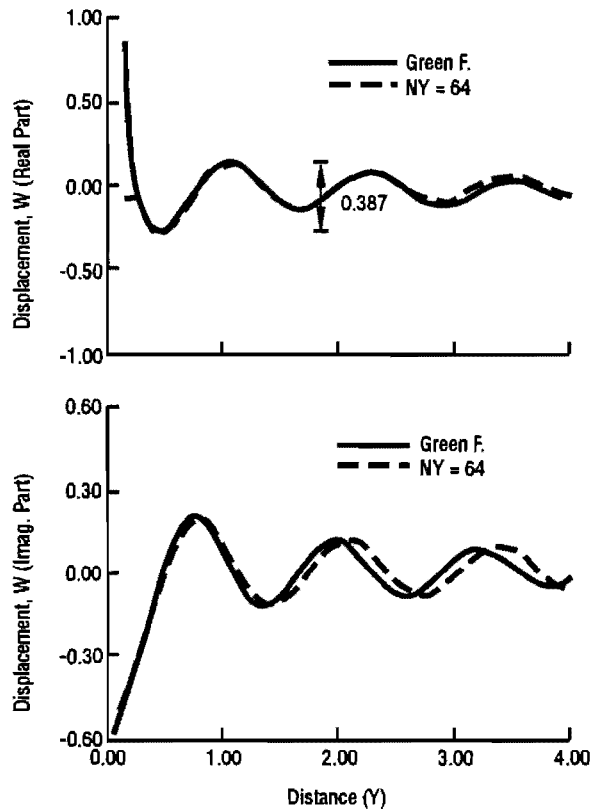 1.00
Green F.
NY = 64
0.50
0.00
0.387
-0.50
-1.00
Displacement, W (Real Part)
0.60
Green F.
NY = 64
0.30
0.00
-0.30
-0.60
Displacement, W (Imag. Part)
0.00 1.00 2.00 3.00 4.00
Distance (Y)